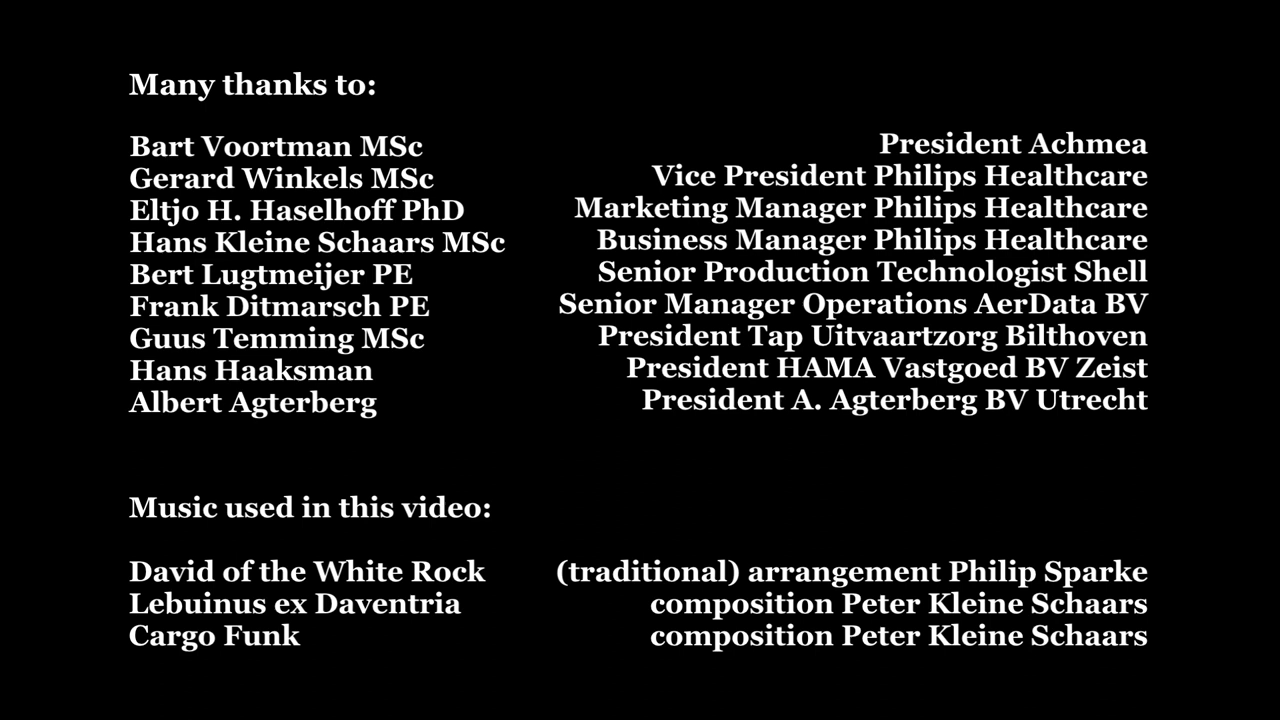 Many thanks to:
Bart Voortman MSc President Achmea
Gerard Winkels MSc Vice President Philips Healthcare
Eltjo H. Haselhoff PhD Marketing Manager Philips Healthcare
Hans Kleine Schaars MSc Business Manager Philips Healthcare
Bert Lugtmeijer PE Senior Production Technologist Shell
Frank Ditmarsch PE Senior Manager Operations AerData BV
Guus Temming MSc President Tap Uitvaartzorg Bilthoven
Hans Haaksman President HAMA Vastgoed BV Zeist
Albert Agterberg President A. Agterberg BV Utrecht
Music used in this video:
David of the White Rock (traditional) arrangement Philip Sparke
Lebuinus ex Daventria composition Peter Kleine Schaars
Cargo Funk composition Peter Kleine Schaars